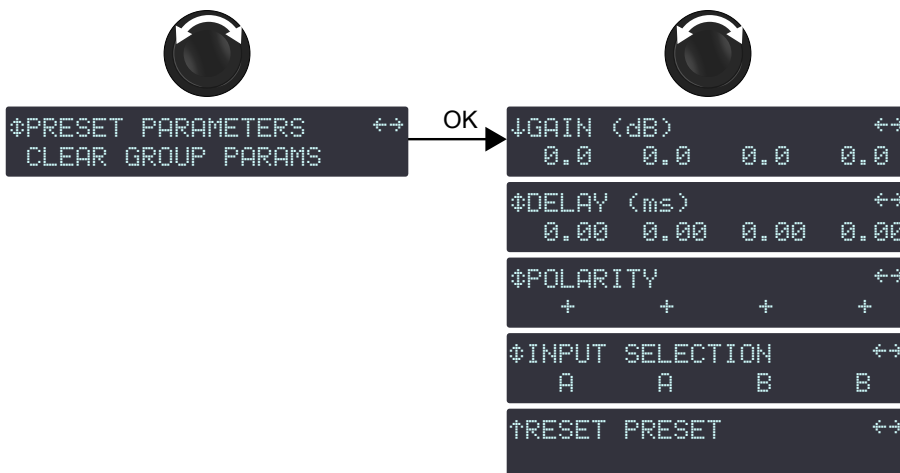 ↕PRESET PARAMETERS ←→
CLEAR GROUP PARAMS
OK
↓GAIN (dB) ←→
0.0 0.0 0.0 0.0
↕DELAY (ms) ←→
0.00 0.00 0.00 0.00
↕POLARITY ←→
+ + + +
↕INPUT SELECTION ←→
A A B B
↑RESET PRESET ←→